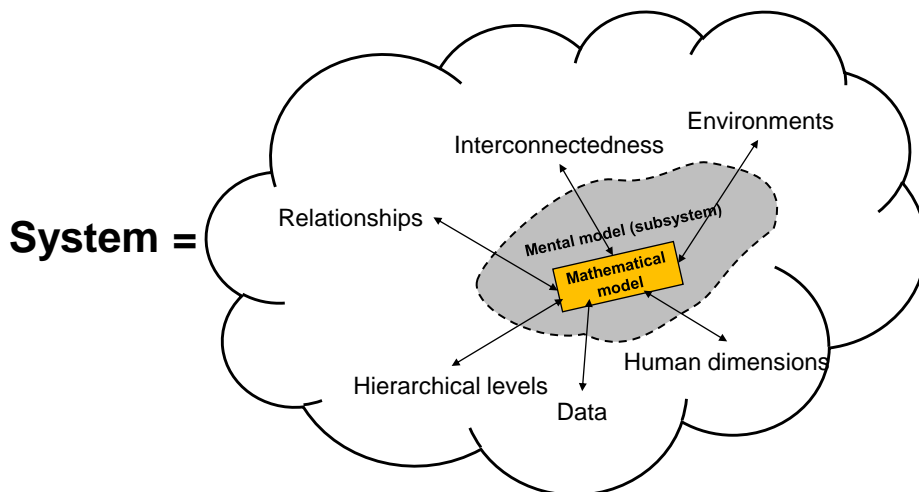 Environments
Interconnectedness
Relationships
System =
Mental model (subsystem)
Mathematical
model
Human dimensions
Hierarchical levels
Data